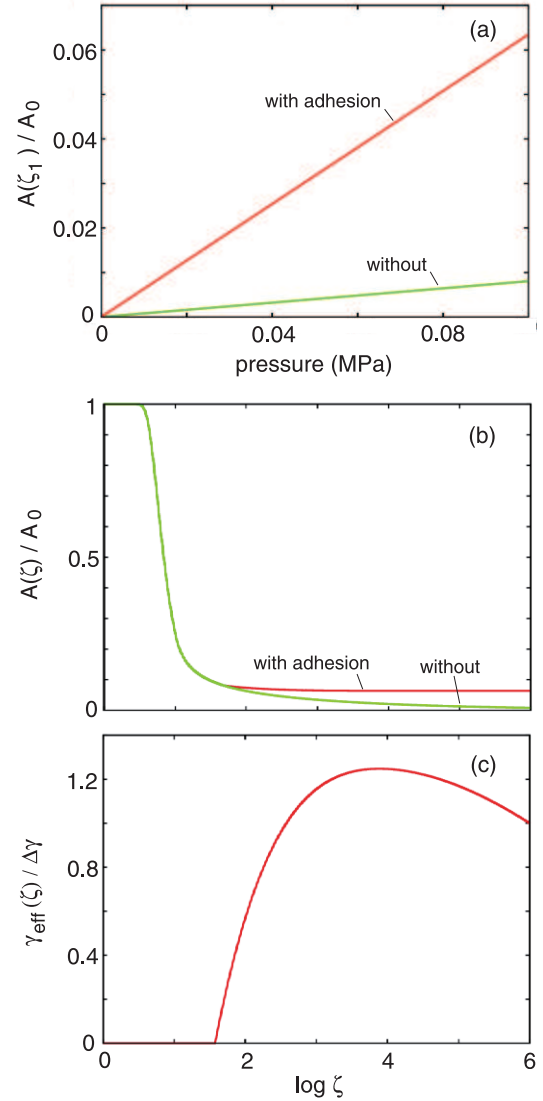 (a)
0.06
with adhesion
0.04
A(ζ₁) / A₀
0.02
without
0
0 0.04 0.08
pressure (MPa)
1
(b)
A(ζ) / A₀
0.5
with adhesion without
0
(c)
1.2
γeff(ζ) / Δγ
0.8
0.4
0
0 2 4 6
log ζ